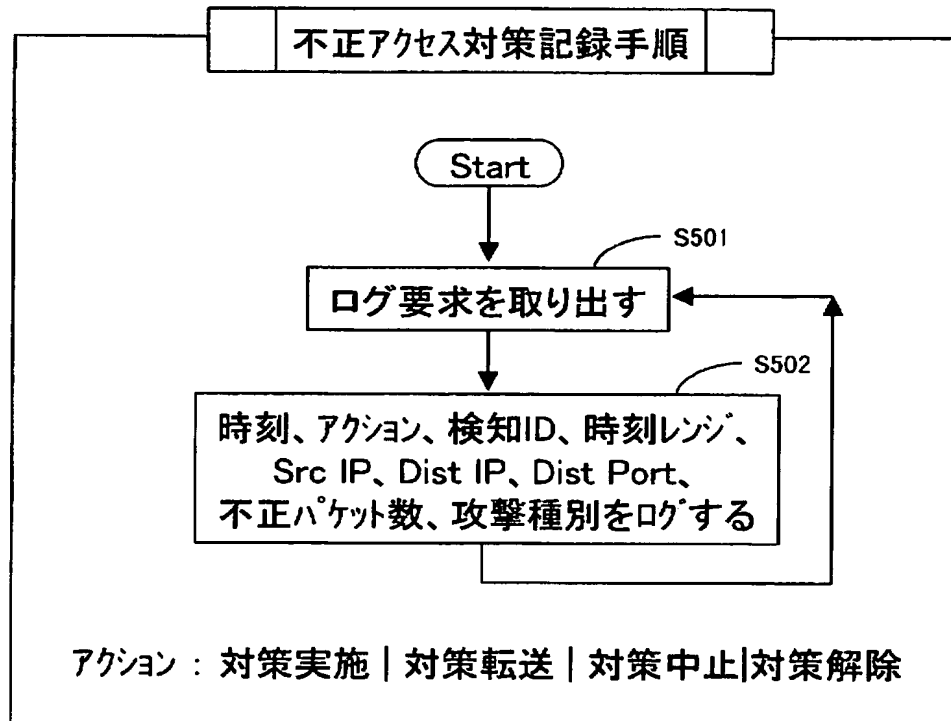 不正アクセス対策記録手順
Start
S501
ログ要求を取り出す
S502
時刻、アクション、検知ID、時刻レンジ、
Src IP、Dist IP、Dist Port、
不正パケット数、攻撃種別をログする
アクション : 対策実施 | 対策転送 | 対策中止|対策解除